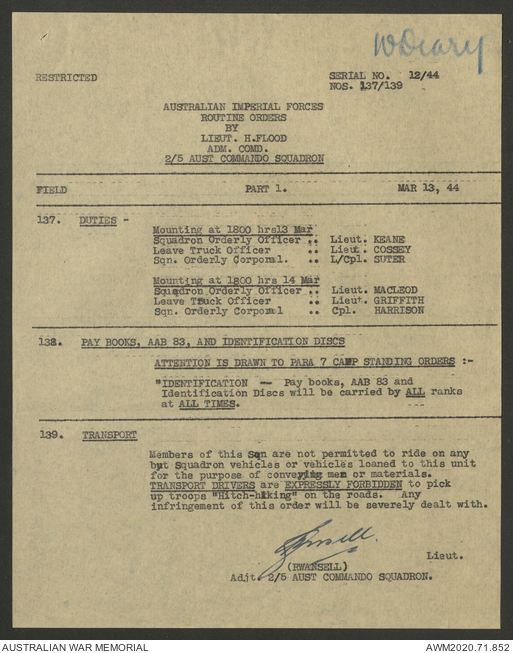 W Diary
RESTRICTED
SERIAL NO. 12/44
NOS. 137/139
AUSTRALIAN IMPERIAL FORCES
ROUTINE ORDERS
BY
LIEUT. H.FLOOD
ADM. COMD.
2/5 AUST COMMANDO SQUADRON
FIELD PART 1. MAR 13, 44
137. DUTIES -
Mounting at 1800 hrs13 Mar
Squadron Orderly Officer .. Lieut. KEANE
Leave Truck Officer .. Lieut. COSSEY
Sqn. Orderly Corporal. .. L/Cpl. SUTER
Mounting at 1800 hrs 14 Mar
Squadron Orderly Officer .. Lieut. MACLEOD
Leave Truck Officer .. Lieut. GRIFFITH
Sqn. Orderly Corporal .. Cpl. HARRISON
138. PAY BOOKS, AAB 83, AND IDENTIFICATION DISCS
ATTENTION IS DRAWN TO PARA 7 CAMP STANDING ORDERS :-
"IDENTIFICATION -- Pay books, AAB 83 and
Identification Discs will be carried by ALL ranks
at ALL TIMES.
139. TRANSPORT
Members of this Sqn are not permitted to ride on any
but Squadron vehicles or vehicles loaned to this unit
for the purpose of conveying men or materials.
TRANSPORT DRIVERS are EXPRESSLY FORBIDDEN to pick
up troops "Hitch-hiking" on the roads. Any
infringement of this order will be severely dealt with.
Lieut.
(RWANSELL)
Adjt. 2/5 AUST COMMANDO SQUADRON.
AUSTRALIAN WAR MEMORIAL
AWM2020.71.852